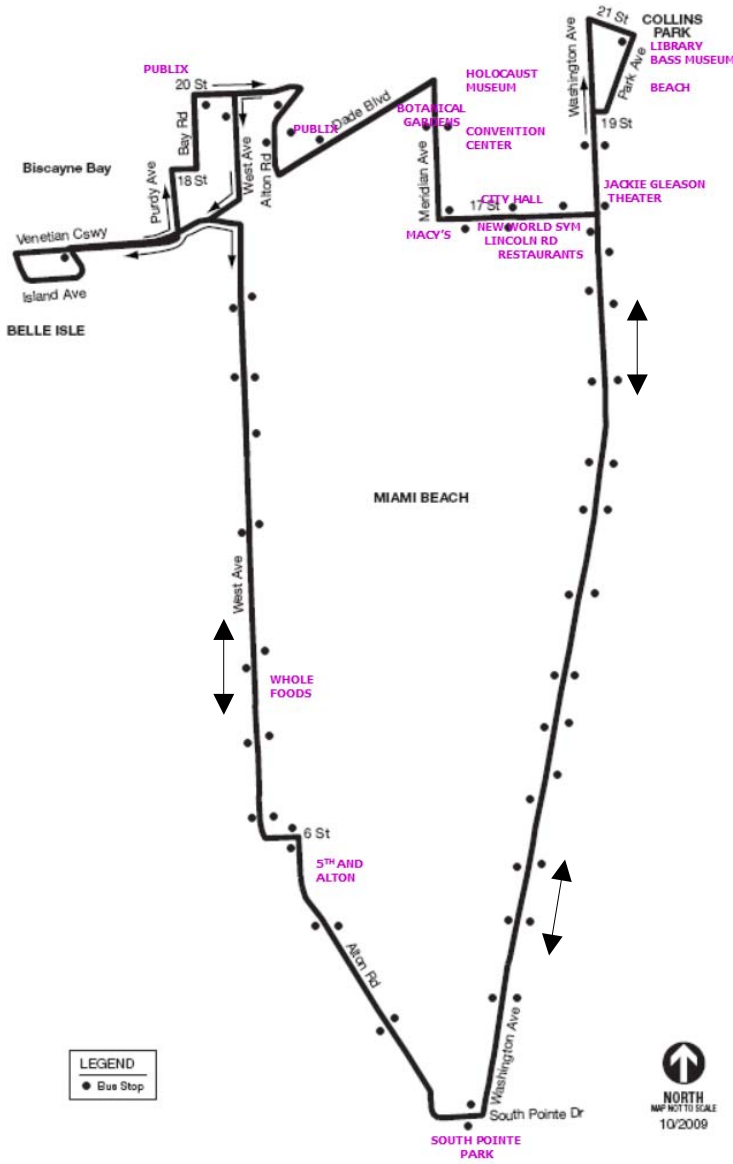 21 St
COLLINS
PARK
Washington Ave
LIBRARY
BASS MUSEUM
Park Ave
BEACH
19 St
PUBLIX
20 St
HOLOCAUST
MUSEUM
Dade Blvd
BOTANICAL
GARDENS
PUBLIX
CONVENTION
CENTER
Bay Rd
West Ave
Alton Rd
Biscayne Bay
18 St
Purdy Ave
Meridian Ave
JACKIE GLEASON
THEATER
CITY HALL
17 St
MACY'S
NEW WORLD SYM
LINCOLN RD
RESTAURANTS
Venetian Cswy
Island Ave
BELLE ISLE
MIAMI BEACH
West Ave
WHOLE
FOODS
6 St
5TH AND
ALTON
Alton Rd
Washington Ave
South Pointe Dr
SOUTH POINTE
PARK
LEGEND
Bus Stop
NORTH
MAP NOT TO SCALE
10/2009